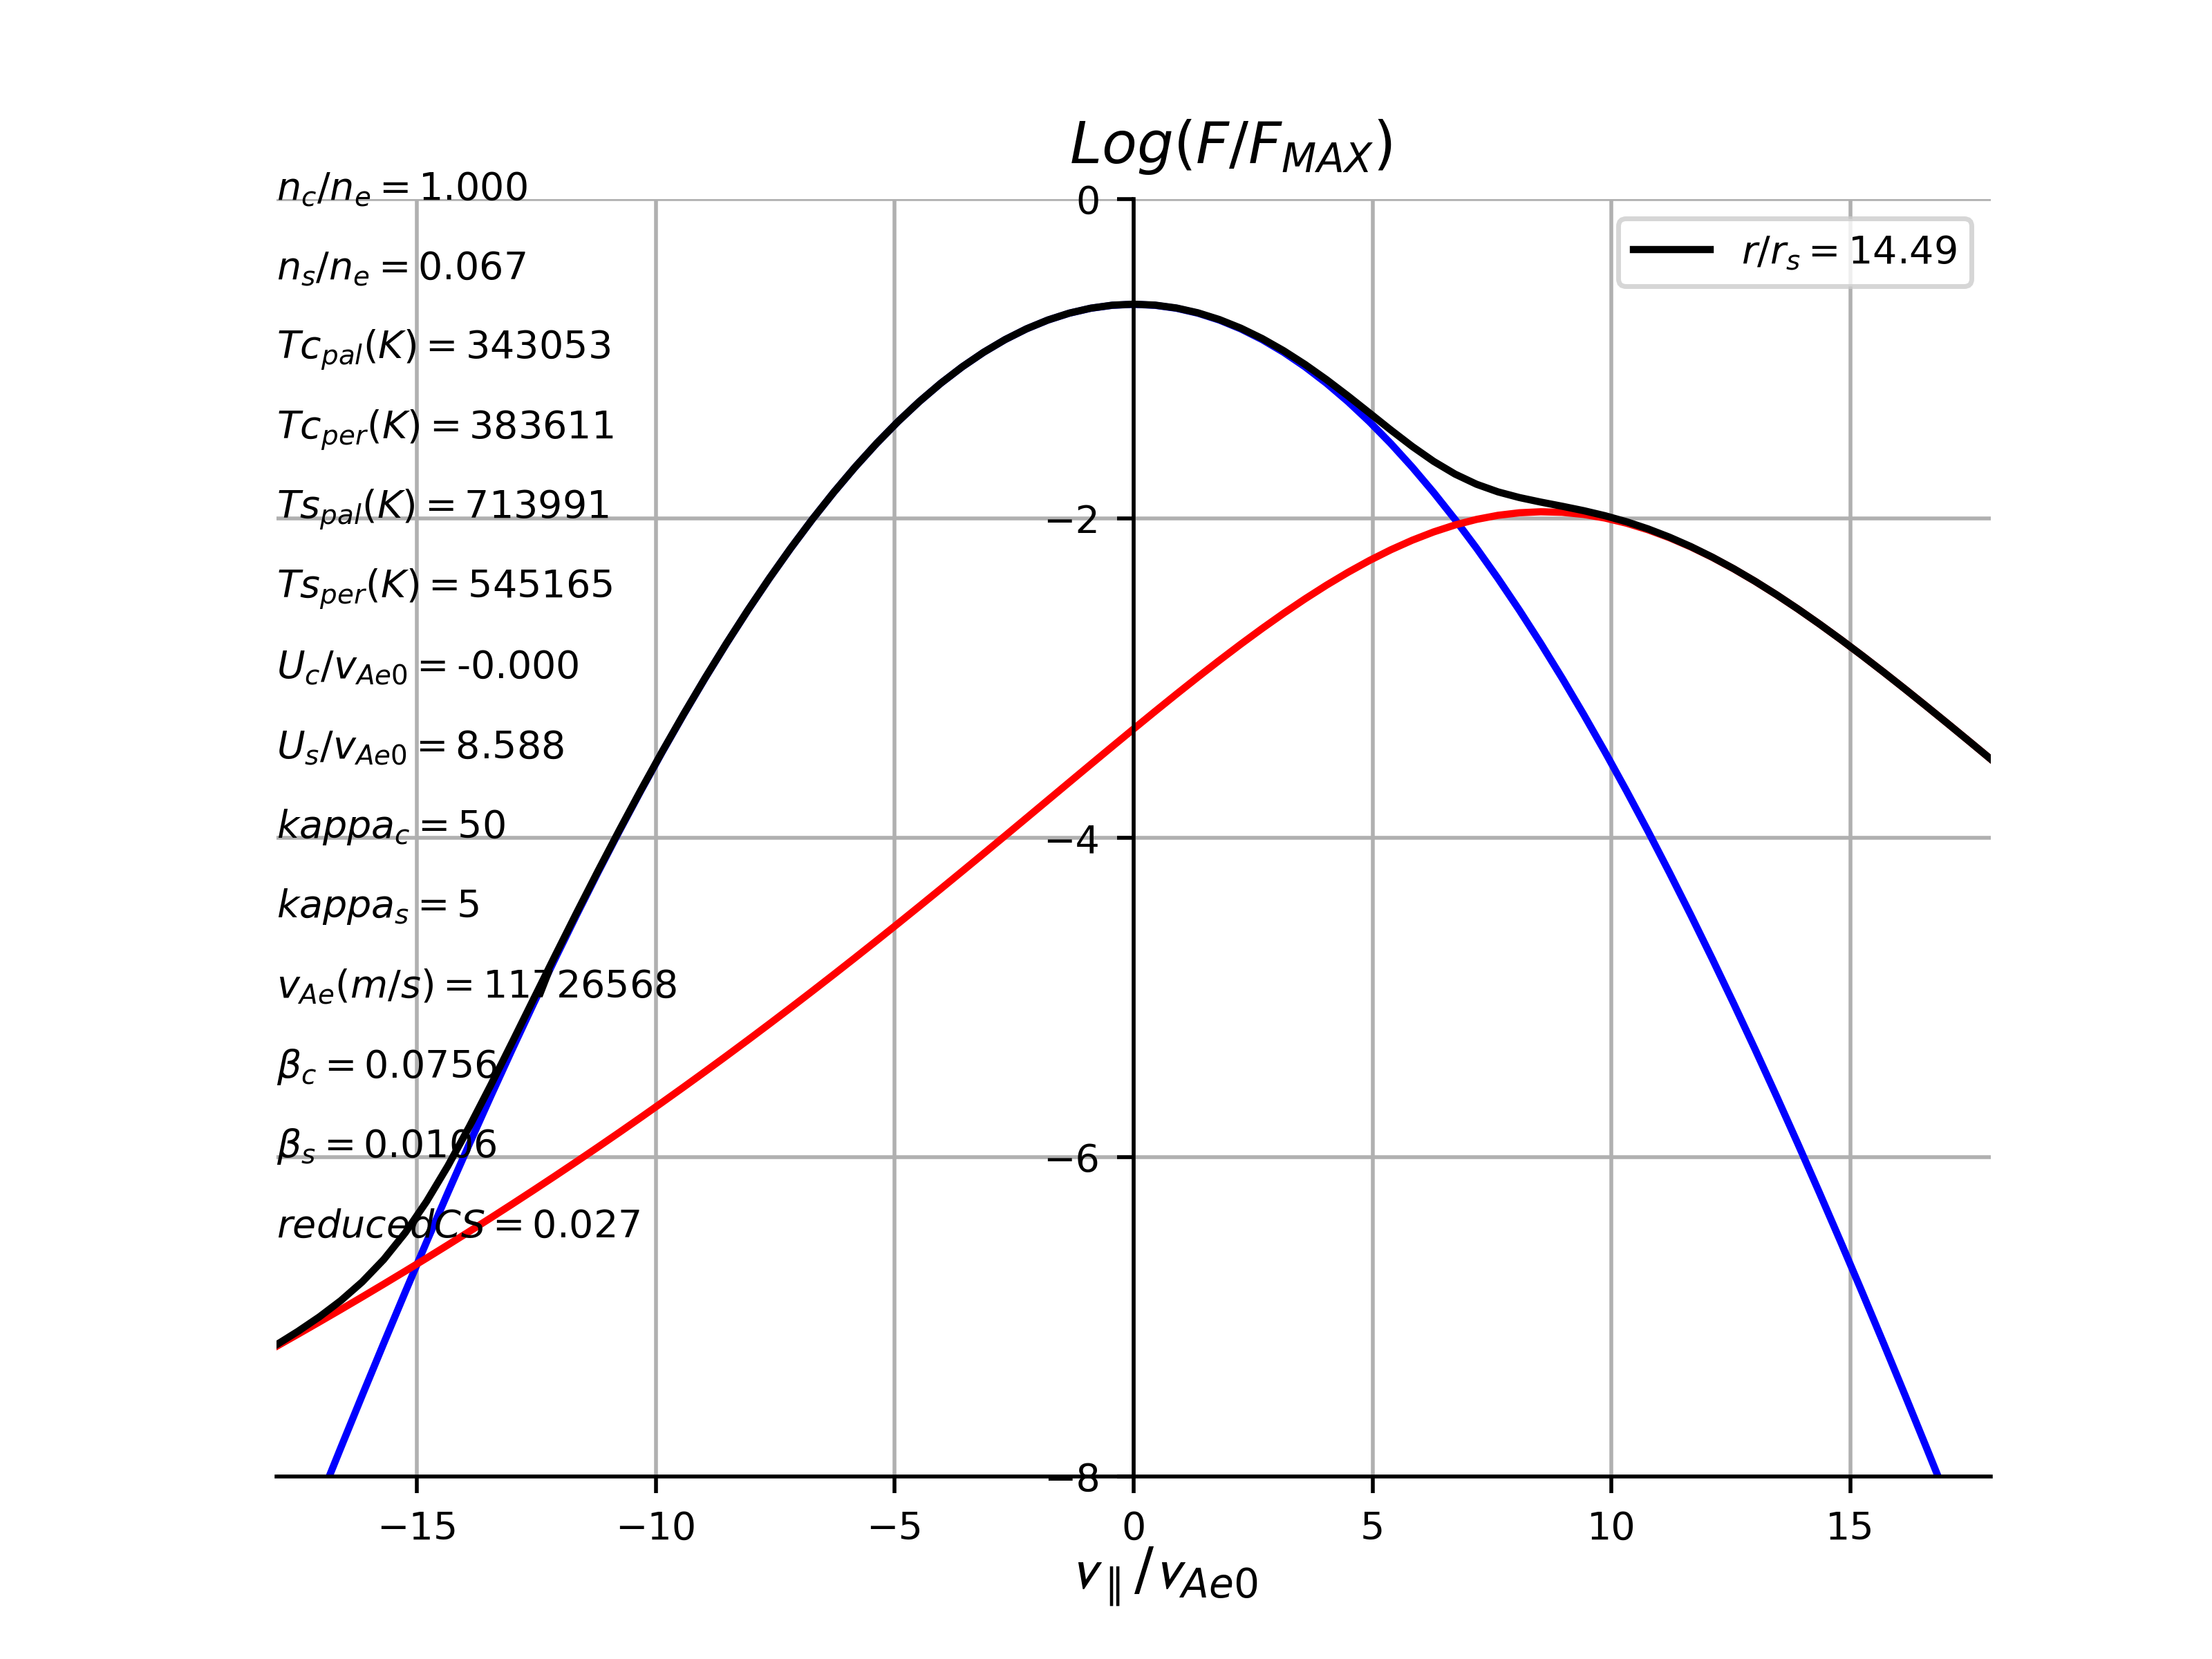 Log(F/F_MAX)
n_c/n_e = 1.000
n_s/n_e = 0.067
Tc_pal(K) = 343053
Tc_per(K) = 383611
Ts_pal(K) = 713991
Ts_per(K) = 545165
U_c/v_Ae0 = -0.000
U_s/v_Ae0 = 8.588
kappa_c = 50
kappa_s = 5
v_Ae(m/s) = 11726568
β_c = 0.0756
β_s = 0.0106
reducedCS = 0.027
r/r_s = 14.49
0
−2
−4
−6
−8
−15 −10 −5 0 5 10 15
v_∥/v_Ae0